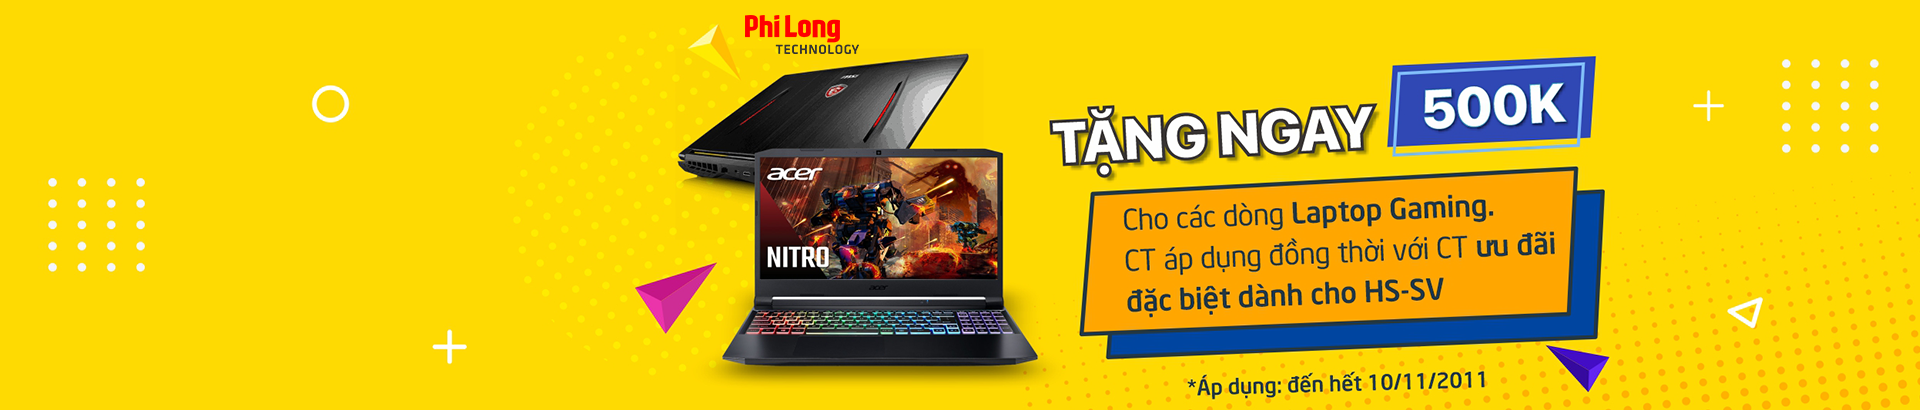 Phi Long
TECHNOLOGY
TẶNG NGAY 500K
acer
NITRO
acer
Cho các dòng Laptop Gaming.
CT áp dụng đồng thời với CT ưu đãi
đặc biệt dành cho HS-SV
*Áp dụng: đến hết 10/11/2011